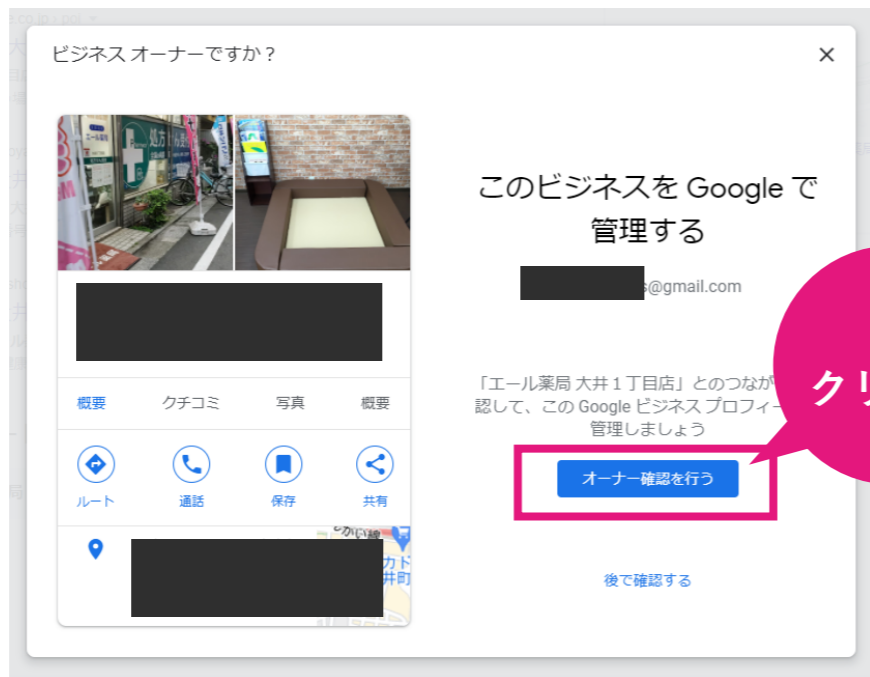 ビジネス オーナーですか？
このビジネスを Google で
管理する
s@gmail.com
「エール薬局 大井１丁目店」とのつなが
認して、この Google ビジネス プロフィー
管理しましょう
クリ
オーナー確認を行う
後で確認する
概要 クチコミ 写真 概要
ルート 通話 保存 共有
カド
井町